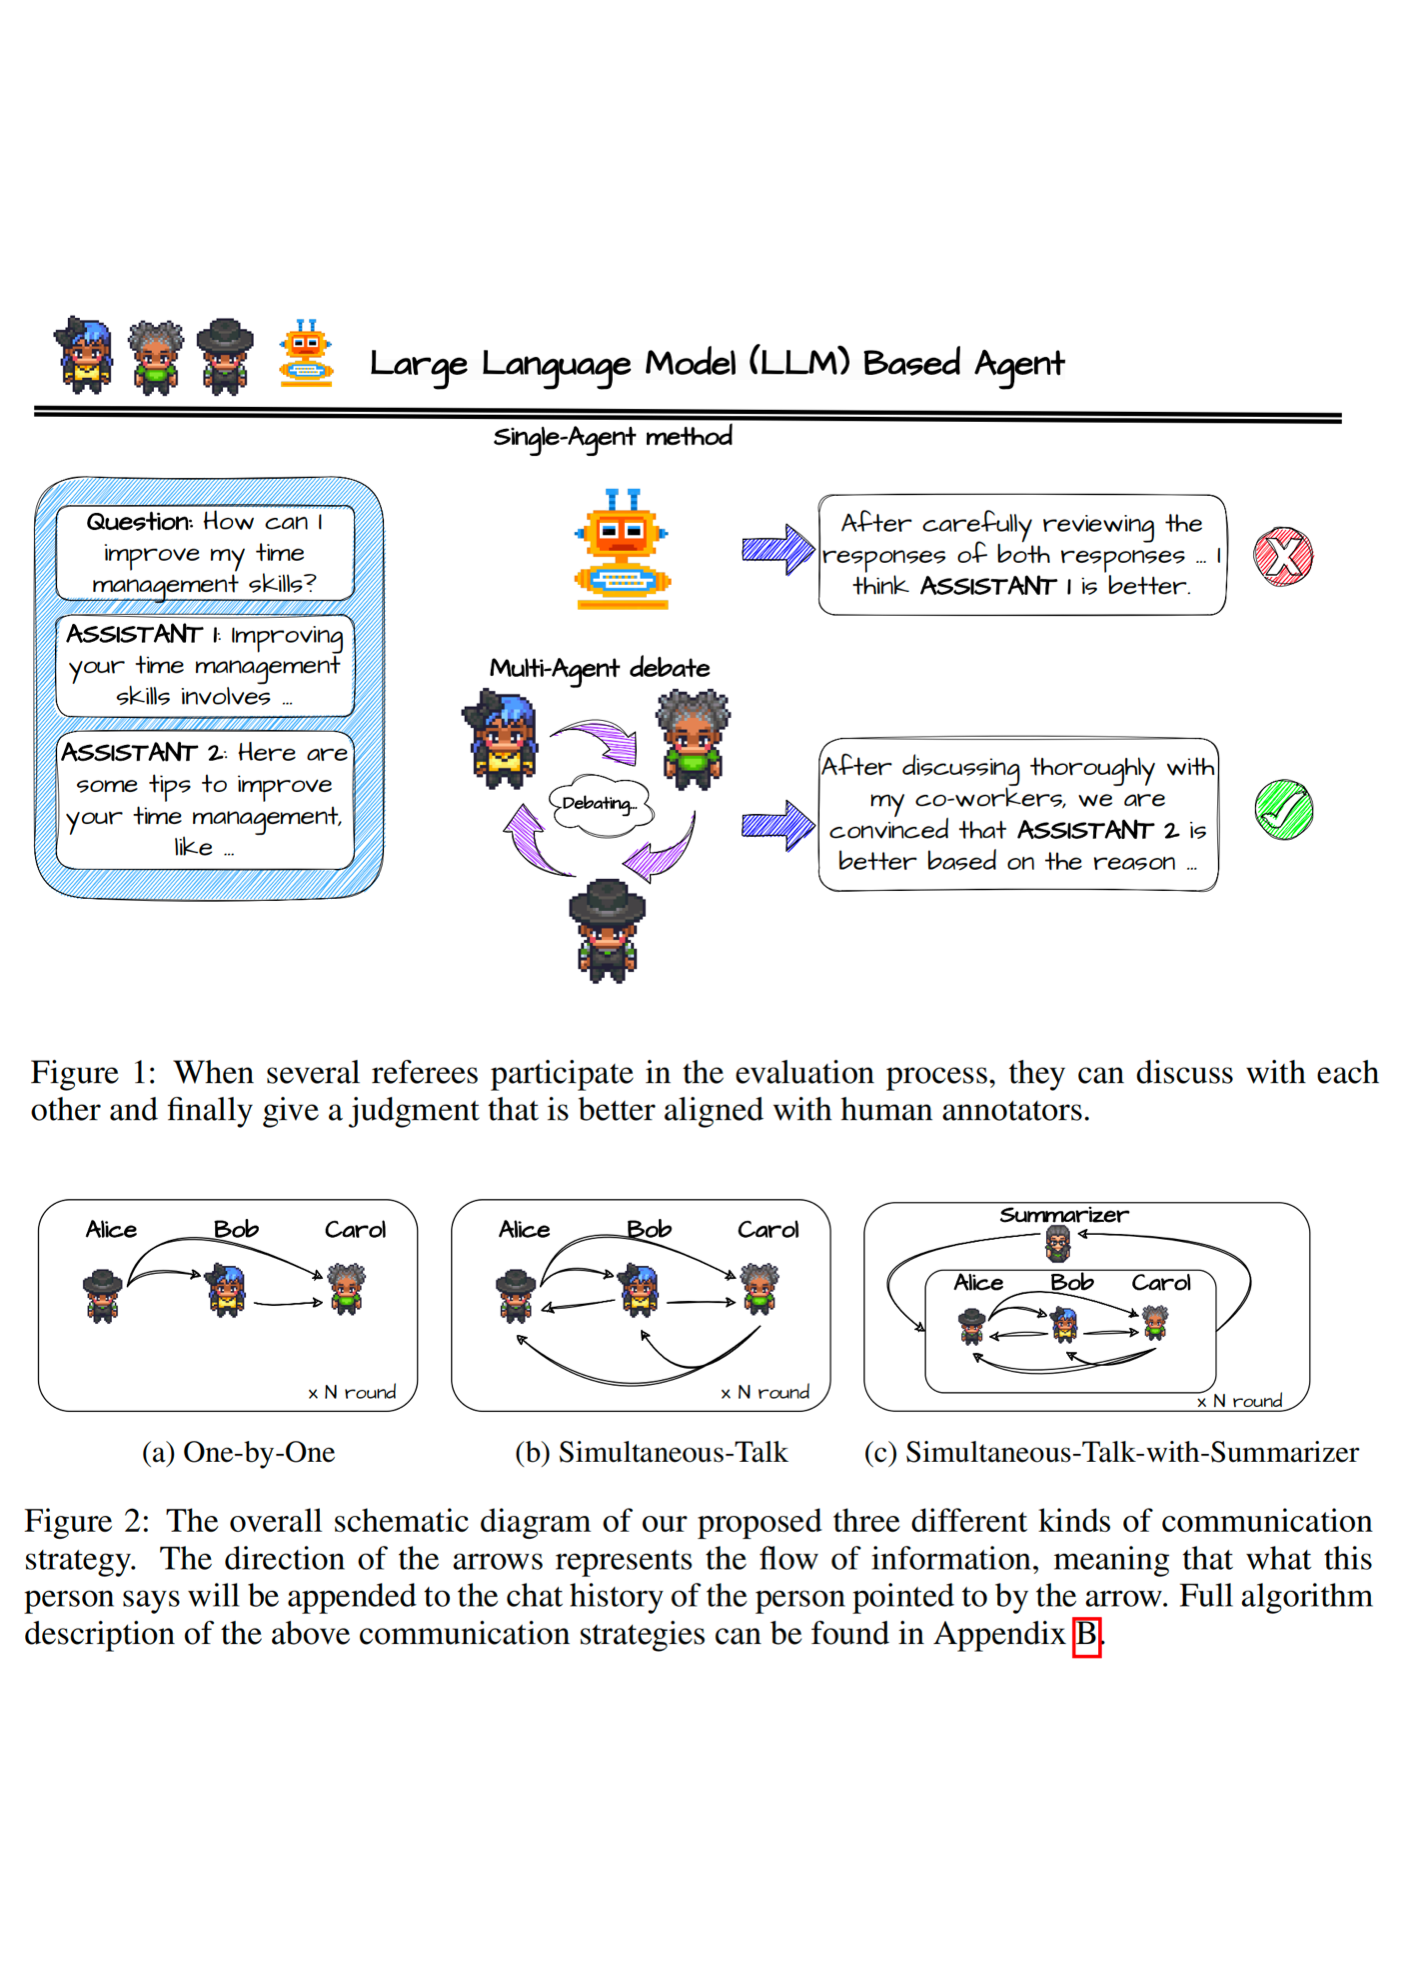 Large Language Model (LLM) Based Agent
Single-Agent method
Question: How can I
improve my time
management skills?
ASSISTANT 1: Improving
your time management
skills involves ...
ASSISTANT 2: Here are
some tips to improve
your time management,
like ...
After carefully reviewing the
responses of both responses ... I
think ASSISTANT 1 is better.
Multi-Agent debate
Debating...
After discussing thoroughly with
my co-workers, we are
convinced that ASSISTANT 2 is
better based on the reason ...
Figure 1: When several referees participate in the evaluation process, they can discuss with each
other and finally give a judgment that is better aligned with human annotators.
Alice Bob Carol
x N round
(a) One-by-One
Alice Bob Carol
x N round
(b) Simultaneous-Talk
Summarizer
Alice Bob Carol
x N round
(c) Simultaneous-Talk-with-Summarizer
Figure 2: The overall schematic diagram of our proposed three different kinds of communication
strategy. The direction of the arrows represents the flow of information, meaning that what this
person says will be appended to the chat history of the person pointed to by the arrow. Full algorithm
description of the above communication strategies can be found in Appendix B.